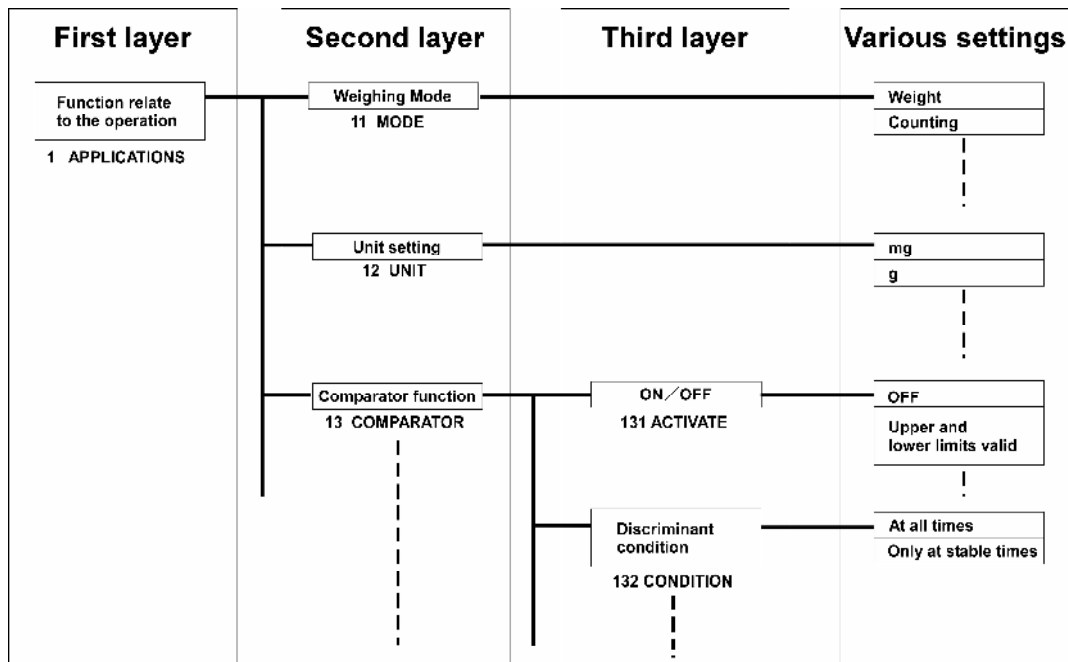 First layer
Second layer
Third layer
Various settings
Function relate
to the operation
1 APPLICATIONS
Weighing Mode
11 MODE
Weight
Counting
Unit setting
12 UNIT
mg
g
Comparator function
13 COMPARATOR
ON／OFF
131 ACTIVATE
OFF
Upper and
lower limits valid
Discriminant
condition
132 CONDITION
At all times
Only at stable times